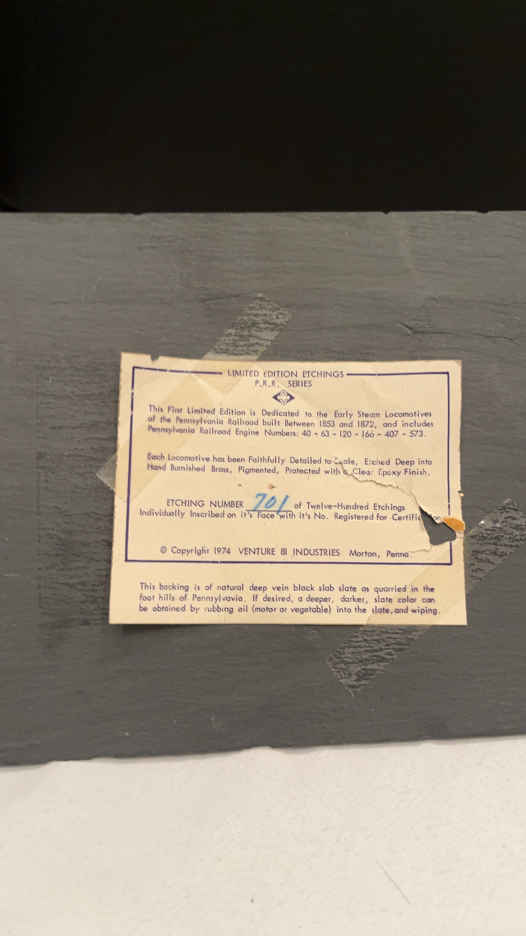 LIMITED EDITION ETCHINGS
P.R.R. SERIES
This First Limited Edition is Dedicated to the Early Steam Locomotives
of the Pennsylvania Railroad built Between 1853 and 1872, and includes
Pennsylvania Railroad Engine Numbers: 40 - 63 - 120 - 166 - 407 - 573.
Each Locomotive has been Faithfully Detailed to Scale, Etched Deep into
Hand Burnished Brass, Pigmented, Protected with a Clear Epoxy Finish.
ETCHING NUMBER 701 of Twelve-Hundred Etchings
Individually Inscribed on it's Face with it's No. Registered for
© Copyright 1974 VENTURE III INDUSTRIES Morton, Penna.
This backing is of natural deep vein black slab slate as quarried in the
foot hills of Pennsylvania. If desired, a deeper, darker, slate color can
be obtained by rubbing oil (motor or vegetable) into the slate, and wiping.